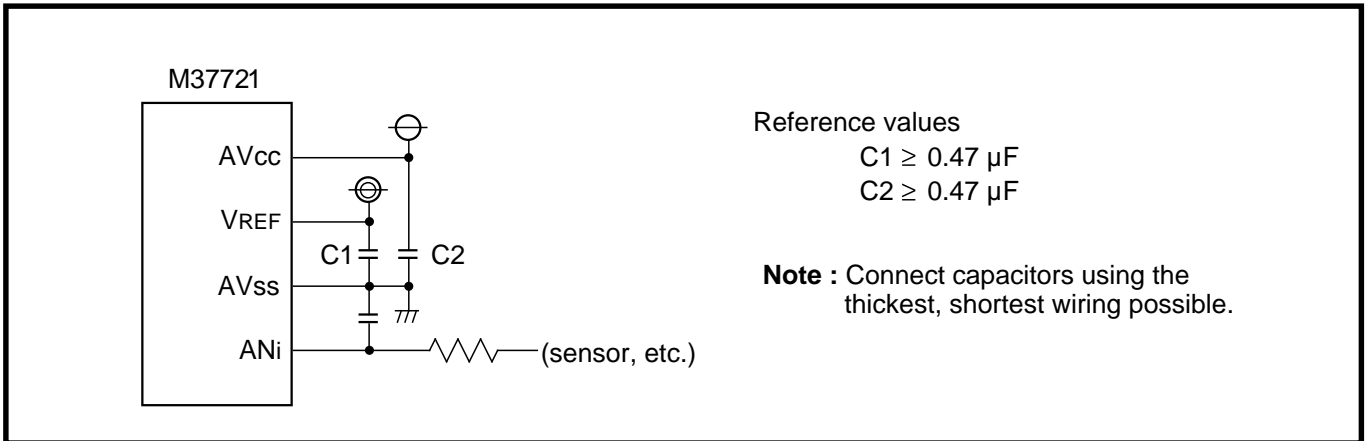 M37721
AVcc
VREF
C1
C2
AVss
ANi
(sensor, etc.)
Reference values
C1 ≥ 0.47 µF
C2 ≥ 0.47 µF
Note : Connect capacitors using the
thickest, shortest wiring possible.